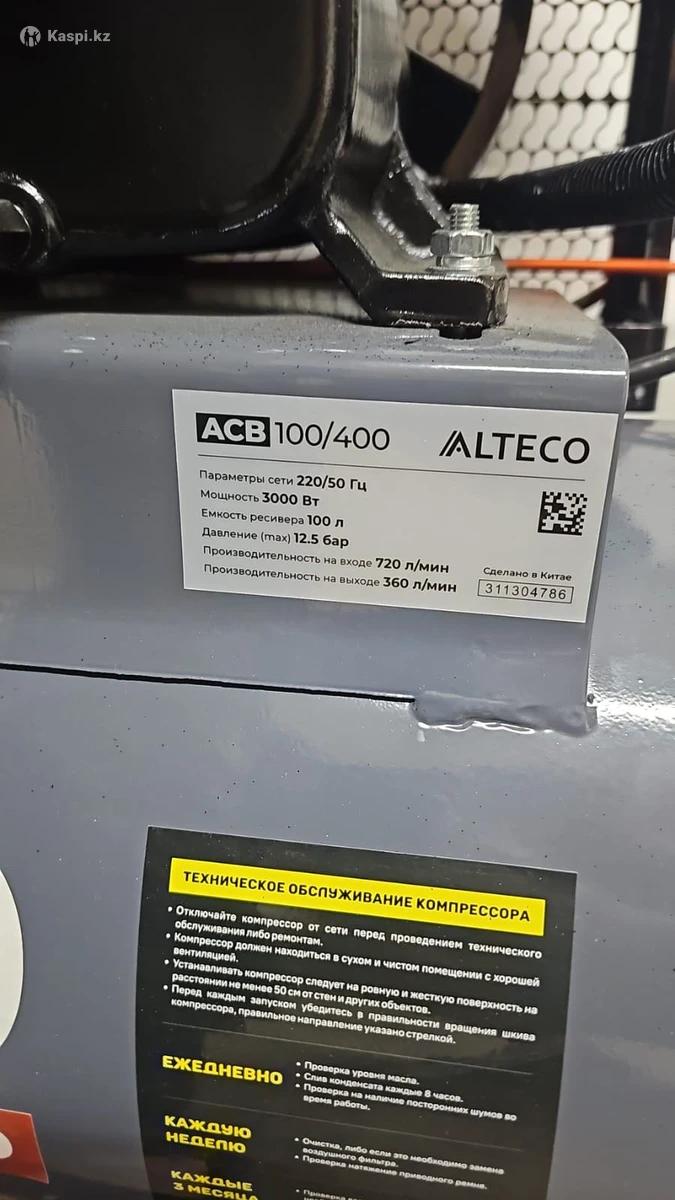 Kaspi.kz
ACB 100/400
ALTECO
Параметры сети 220/50 Гц
Мощность 3000 Вт
Емкость ресивера 100 л
Давление (max) 12.5 бар
Производительность на входе 720 л/мин
Производительность на выходе 360 л/мин
Сделано в Китае
311304786
ТЕХНИЧЕСКОЕ ОБСЛУЖИВАНИЕ КОМПРЕССОРА
• Отключайте компрессор от сети перед проведением технического
обслуживания либо ремонтам.
• Компрессор должен находиться в сухом и чистом помещении с хорошей
вентиляцией.
• Устанавливать компрессор следует на ровную и жесткую поверхность на
расстоянии не менее 50 см от стен и других объектов.
• Перед каждым запуском убедитесь в правильности вращения шкива
компрессора, правильное направление указано стрелкой.
ЕЖЕДНЕВНО
• Проверка уровня масла.
• Слив конденсата каждые 8 часов.
• Проверка на наличие посторонних шумов во
время работы.
КАЖДУЮ
НЕДЕЛЮ
• Очистка, либо если это необходимо замена
воздушного фильтра.
• Проверка натяжение приводного ремня.
КАЖДЫЕ
3 МЕСЯЦА
• Проверка